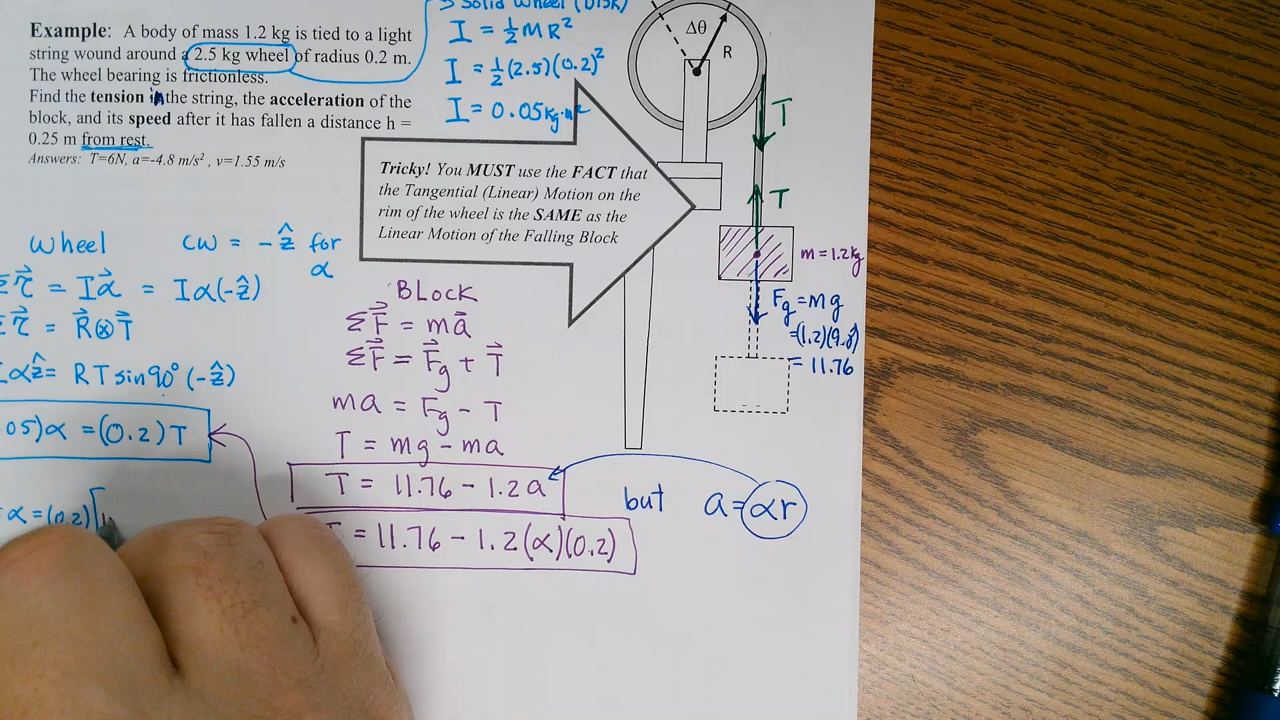 Solid Wheel (Disk)
Example: A body of mass 1.2 kg is tied to a light
string wound around a 2.5 kg wheel of radius 0.2 m.
The wheel bearing is frictionless.
Find the tension in the string, the acceleration of the
block, and its speed after it has fallen a distance h =
0.25 m from rest.
Answers: T=6N, a=-4.8 m/s², v=1.55 m/s
I = ½MR²
I = ½(2.5)(0.2)²
I = 0.05 kg·m²
Tricky! You MUST use the FACT that
the Tangential (Linear) Motion on the
rim of the wheel is the SAME as the
Linear Motion of the Falling Block
Δθ
R
T
T
m = 1.2kg
Fg = mg
=(1.2)(9.8)
= 11.76
Wheel
CW = -ẑ for
α
Στ⃗ = Iα⃗ = Iα(-ẑ)
Στ⃗ = R⃗⊗T⃗
Iαẑ = RT sin90° (-ẑ)
05)α = (0.2)T
α = (0.2)[
BLOCK
ΣF⃗ = ma⃗
ΣF⃗ = F⃗g + T⃗
ma = Fg - T
T = mg - ma
T = 11.76 - 1.2a
but a = αr
= 11.76 - 1.2(α)(0.2)